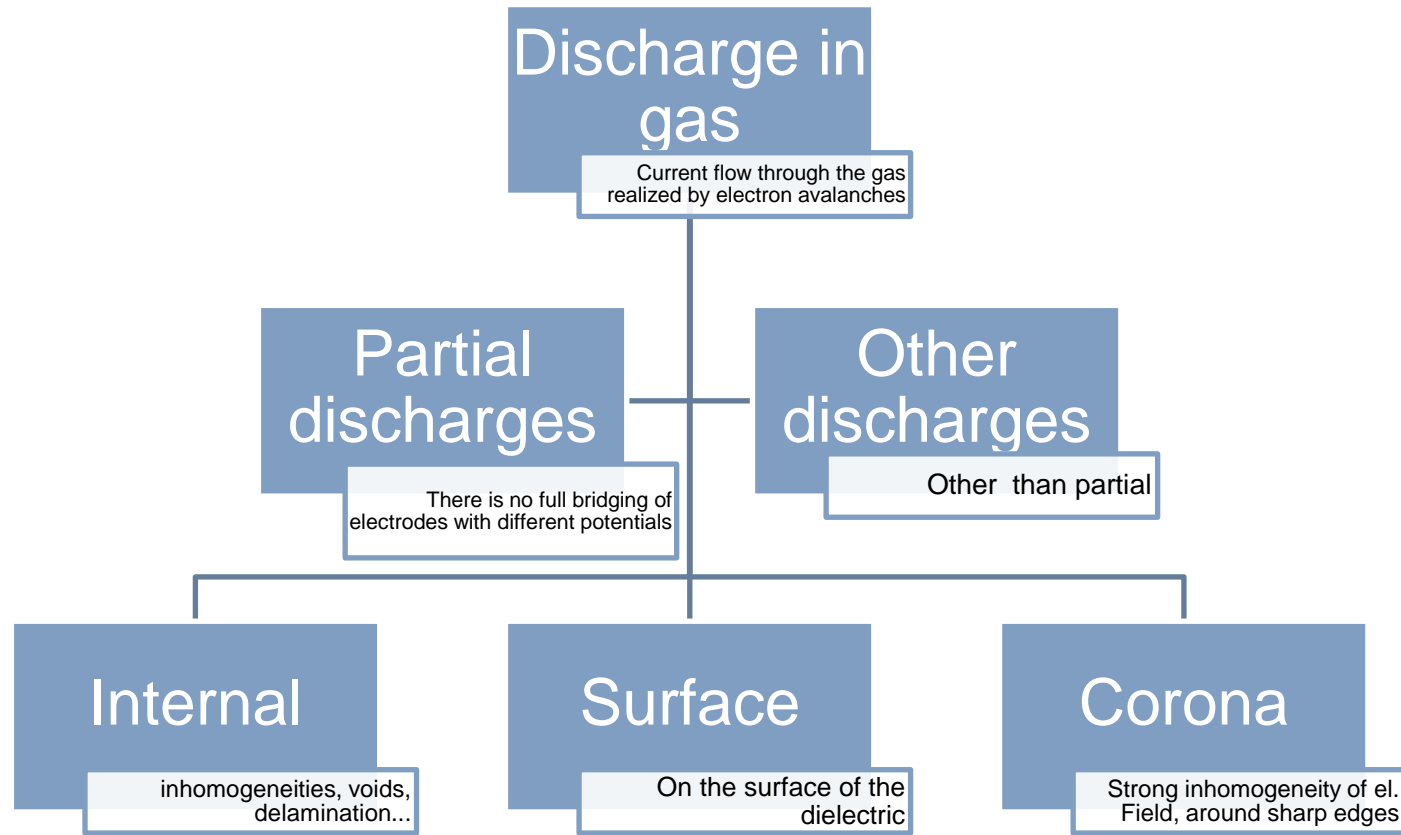 Discharge in
gas
Current flow through the gas
realized by electron avalanches
Partial
discharges
There is no full bridging of
electrodes with different potentials
Other
discharges
Other than partial
Internal
inhomogeneities, voids,
delamination...
Surface
On the surface of the
dielectric
Corona
Strong inhomogeneity of el.
Field, around sharp edges